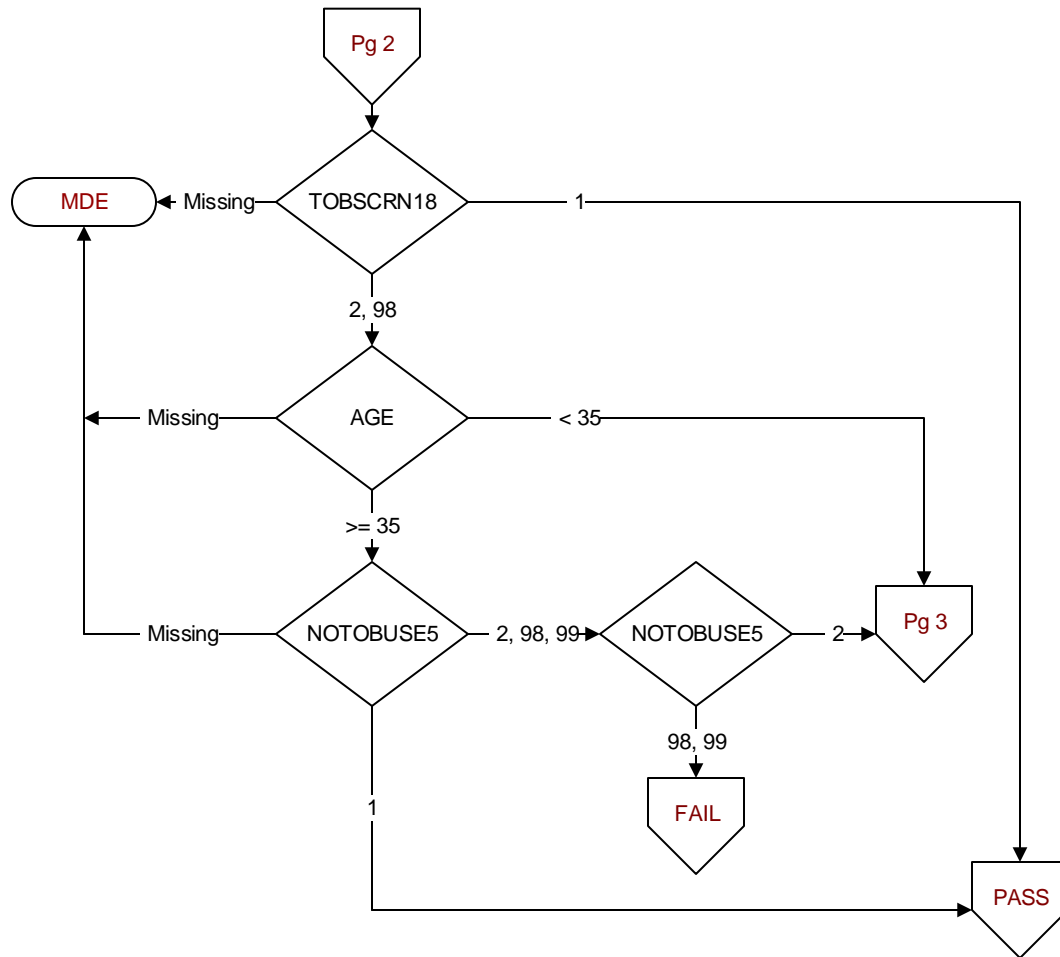 Pg 2
MDE
Missing
TOBSCRN18
1
2, 98
Missing
AGE
< 35
>= 35
Missing
NOTOBUSE5
2, 98, 99
NOTOBUSE5
2
Pg 3
98, 99
1
FAIL
PASS